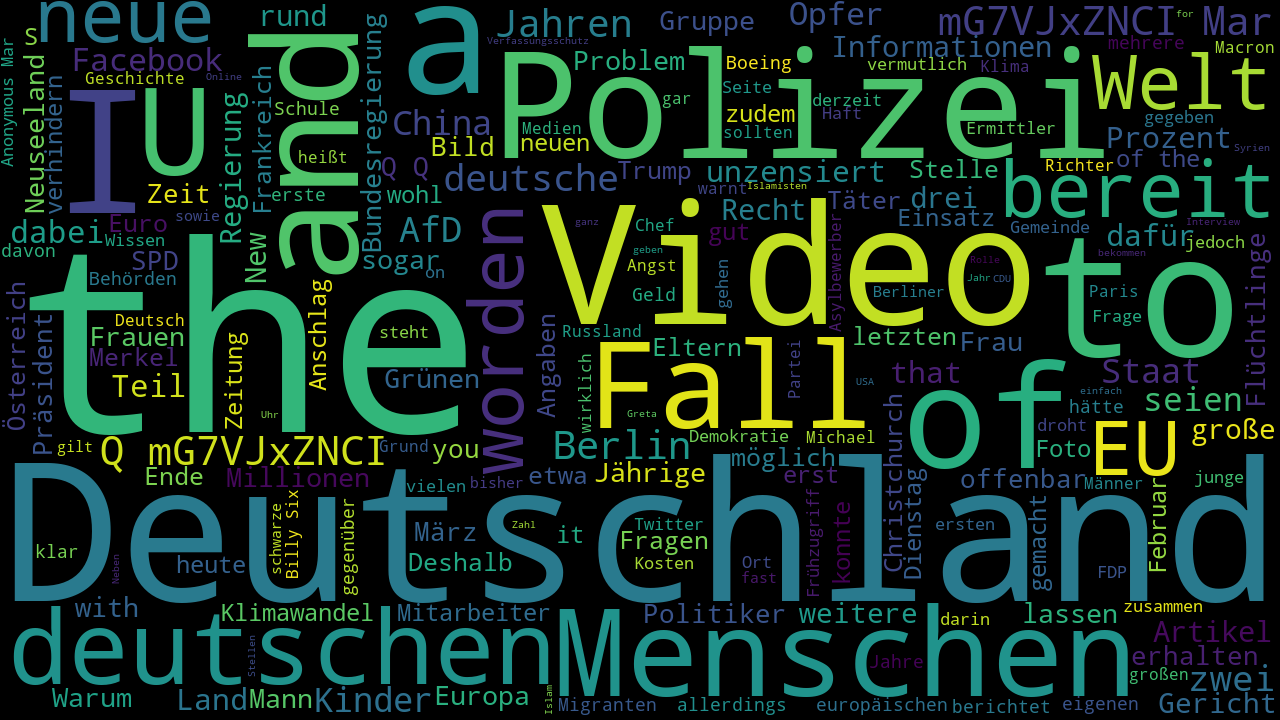 neue
rund
a
Jahren
Gruppe
Opfer
mG7VJxZNCI
for
Mar
S
Facebook
Verfassungsschutz
Informationen
mehrere
Macron
Anonymous Mar
Neuseeland
verhindern
Geschichte
Online
I
U
Regierung
Frankreich
Schule
heißt
and
Bundesregierung
China
Bild
Q Q
Medien
neuen
Polizei
Problem
gar
Boeing
Seite
zudem
sollten
vermutlich
derzeit
Haft
Klima
Ermittler
Welt
gegeben
Prozent
Syrien
Zeit
erste
wohl
deutsche
Trump
unzensiert
warnt
Islamisten
Stelle
Richter
of the
dabei
Euro
sowie
davon
Wissen
SPD
Behörden
New
AfD
sogar
on
worden
Video
ganz
Chef
gut
Recht
Täter
drei
Einsatz
bereit
Gemeinde
dafür
Interview
jedoch
bekommen
Österreich
Präsident
the
Deutsch
Frauen
Merkel
Teil
Zeitung
Anschlag
steht
Grünen
Uhr
Angaben
geben
Angst
Geld
gehen
Russland
Asylbewerber
Berliner
Rolle
Jahr
CDU
to
Paris
Frage
Flüchtlinge
Fall
Eltern
wirklich
Greta
Partei
letzten
Frau
USA
that
Staat
einfach
hätte
seien
gilt
Q mG7VJxZNCI
Grund
you
Berlin
Demokratie
Michael
möglich
of
droht
Foto
EU
große
Ende
Millionen
vielen
bisher
etwa
Jährige
erst
Christchurch
offenbar
Männer
junge
Deutschland
klar
Neben
heute
schwarze
Billy Six
gegenüber
März
Deshalb
Zahl
it
Twitter
Fragen
Kosten
Ort
fast
Frühzugriff
konnte
Dienstag
ersten
gemacht
FDP
Februar
with
Klimawandel
Mitarbeiter
Politiker
weitere
darin
lassen
zusammen
deutschen
Stellen
Menschen
Jahre
Artikel
erhalten
großen
zwei
Warum
Land
Mann
Kinder
Europa
Islam
Migranten
allerdings
europäischen
berichtet
eigenen
Gericht